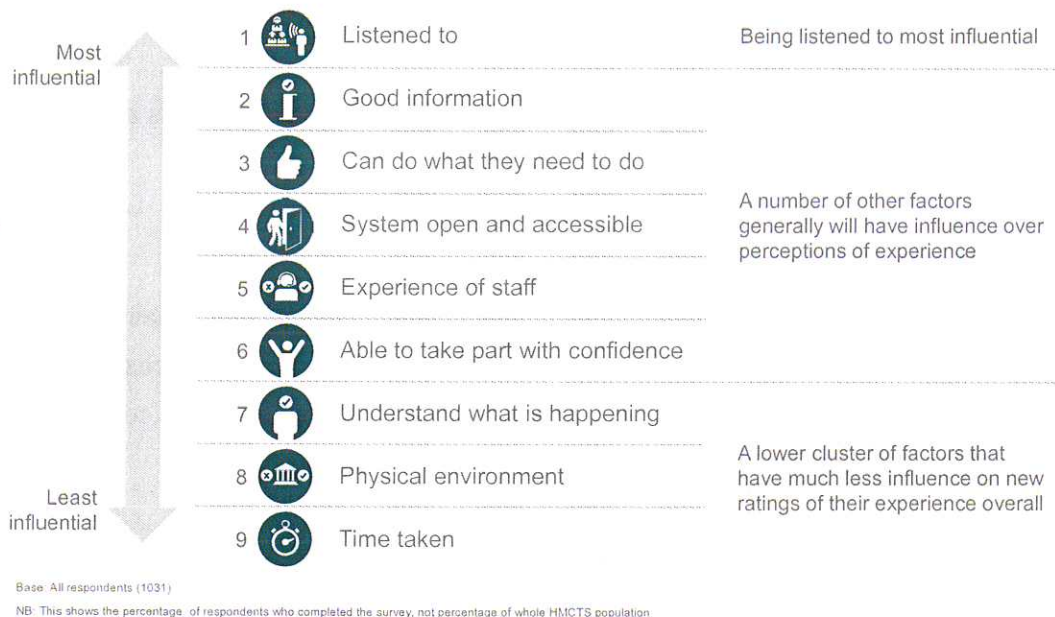 Most
influential
1 Listened to
Being listened to most influential
2 Good information
3 Can do what they need to do
4 System open and accessible
5 Experience of staff
6 Able to take part with confidence
A number of other factors
generally will have influence over
perceptions of experience
7 Understand what is happening
8 Physical environment
9 Time taken
A lower cluster of factors that
have much less influence on new
ratings of their experience overall
Least
influential
Base: All respondents (1031)
NB: This shows the percentage of respondents who completed the survey, not percentage of whole HMCTS population